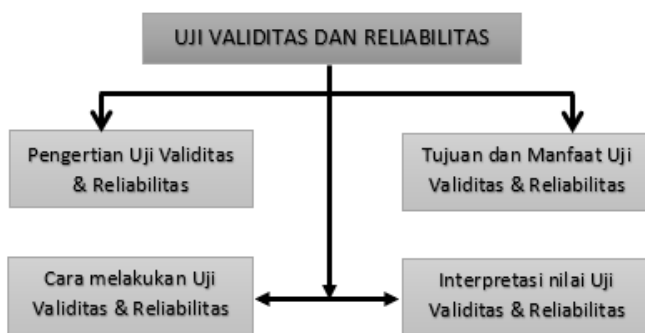 UJI VALIDITAS DAN RELIABILITAS
Pengertian Uji Validitas
& Reliabilitas
Tujuan dan Manfaat Uji
Validitas & Reliabilitas
Cara melakukan Uji
Validitas & Reliabilitas
Interpretasi nilai Uji
Validitas & Reliabilitas